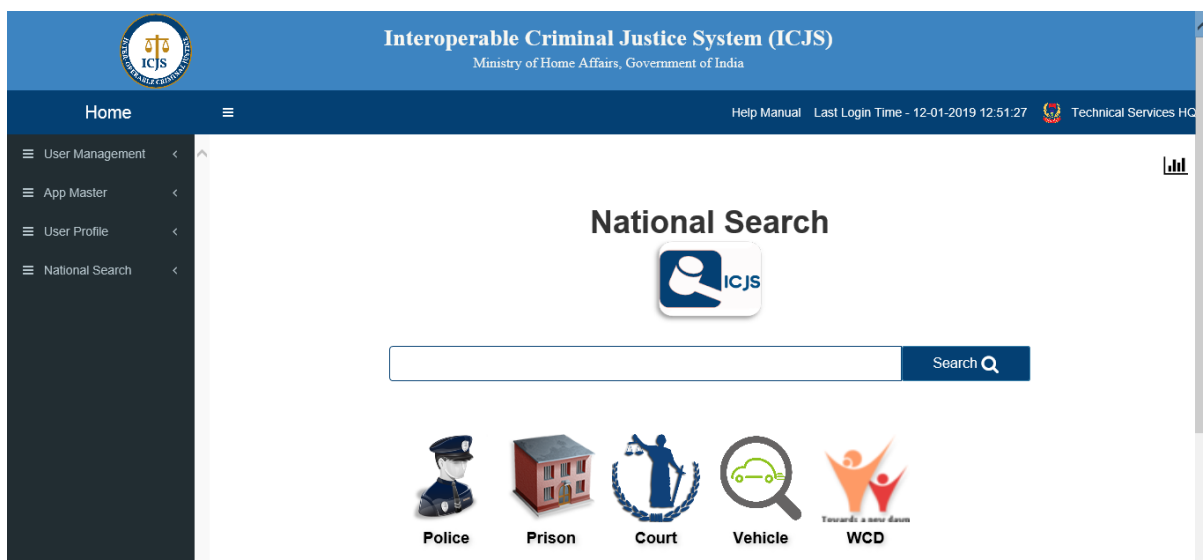 Interoperable Criminal Justice System (ICJS)
Ministry of Home Affairs, Government of India
ICJS
Home
Help Manual Last Login Time - 12-01-2019 12:51:27 Technical Services HQ
User Management
App Master
User Profile
National Search
National Search
ICJS
Search
Towards a new dawn
Police Prison Court Vehicle WCD